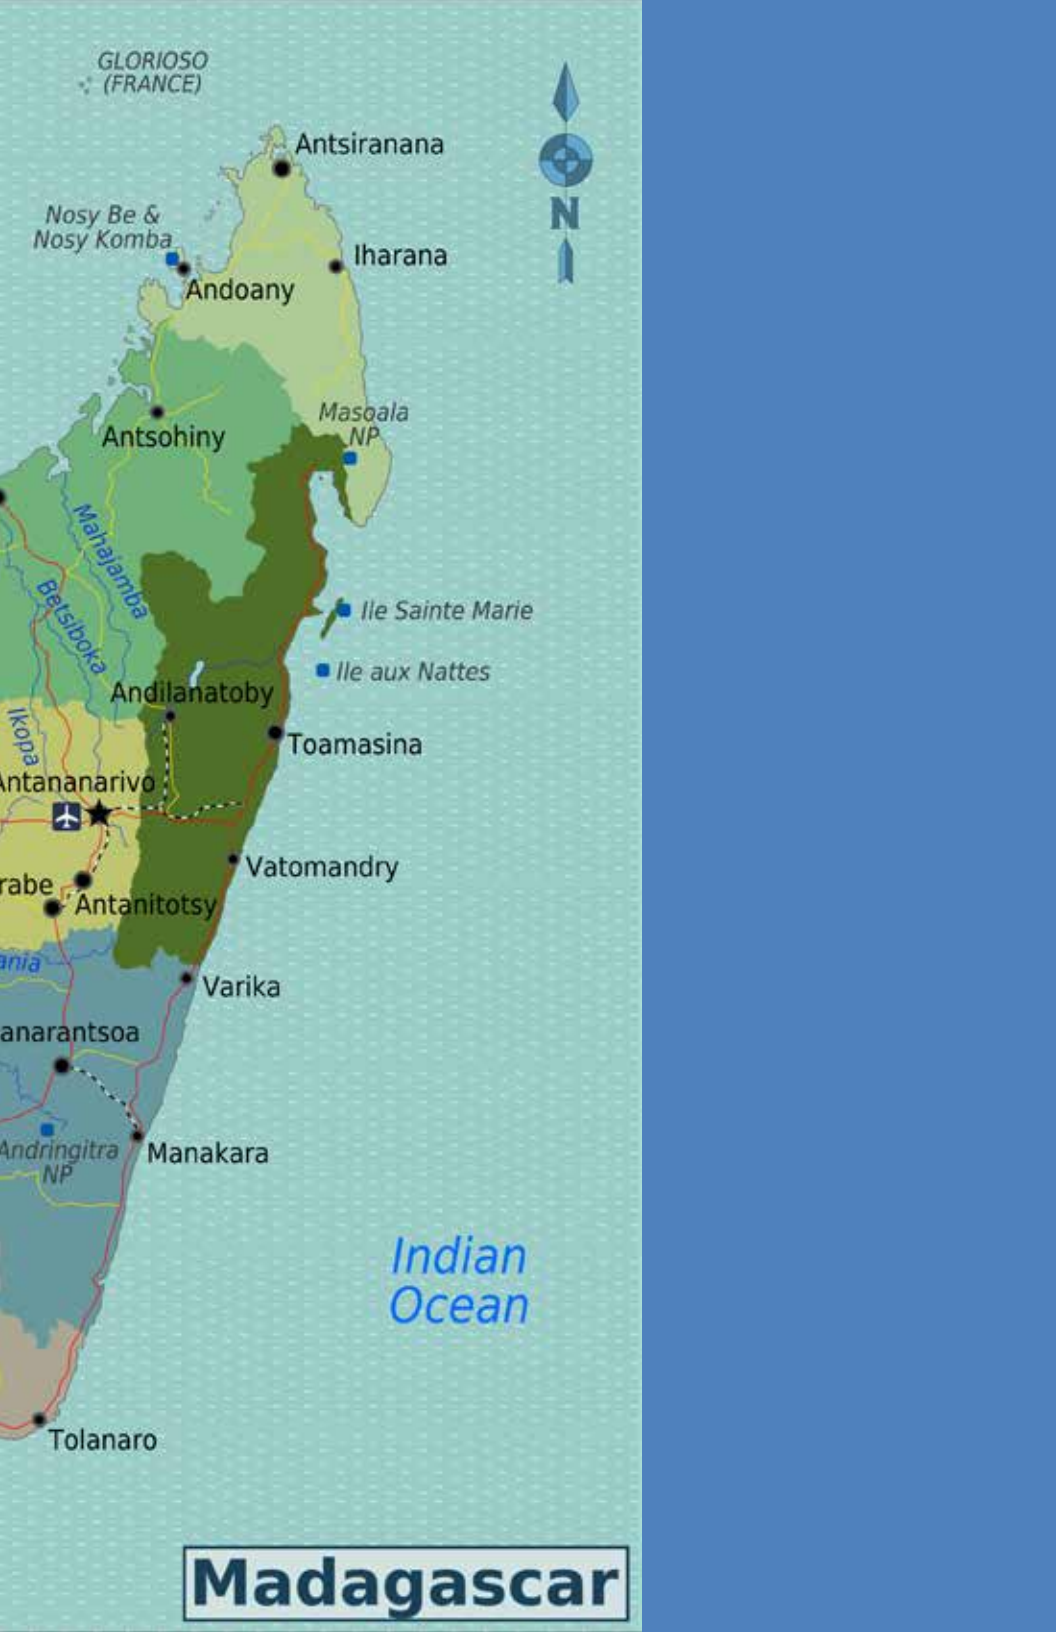 GLORIOSO
(FRANCE)
Antsiranana
N
Nosy Be &
Nosy Komba
Iharana
Andoany
Masoala
NP
Antsohiny
Mahajamba
Betsiboka
Ile Sainte Marie
Ile aux Nattes
Andilanatoby
Ikopa
Toamasina
Antananarivo
Vatomandry
rabe
Antanitotsy
ania
Varika
anarantsoa
Andringitra
NP
Manakara
Indian
Ocean
Tolanaro
Madagascar